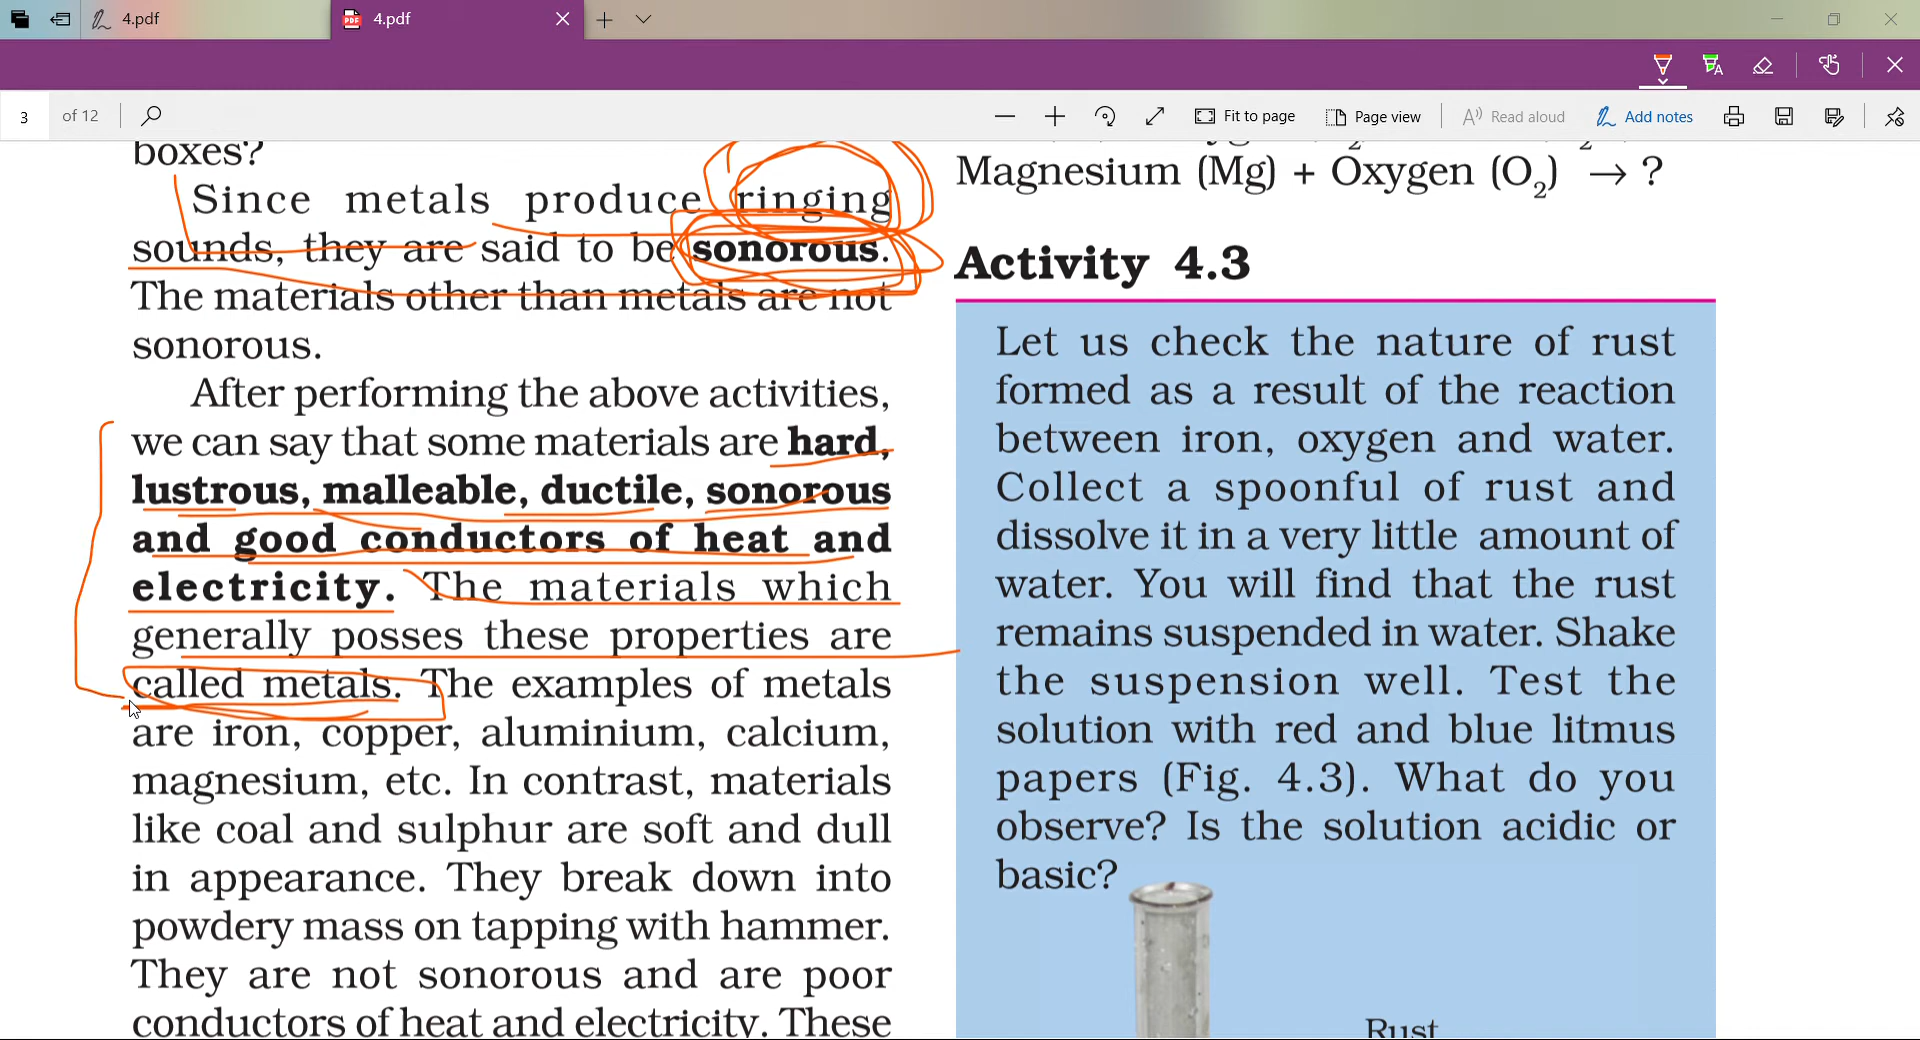 4.pdf
4.pdf
3 of 12
Fit to page
Page view
Read aloud
Add notes
boxes?
Since metals produce ringing
sounds, they are said to be sonorous.
The materials other than metals are not
sonorous.
After performing the above activities,
we can say that some materials are hard,
lustrous, malleable, ductile, sonorous
and good conductors of heat and
electricity. The materials which
generally posses these properties are
called metals. The examples of metals
are iron, copper, aluminium, calcium,
magnesium, etc. In contrast, materials
like coal and sulphur are soft and dull
in appearance. They break down into
powdery mass on tapping with hammer.
They are not sonorous and are poor
conductors of heat and electricity. These
Magnesium (Mg) + Oxygen (O₂) → ?
Activity 4.3
Let us check the nature of rust
formed as a result of the reaction
between iron, oxygen and water.
Collect a spoonful of rust and
dissolve it in a very little amount of
water. You will find that the rust
remains suspended in water. Shake
the suspension well. Test the
solution with red and blue litmus
papers (Fig. 4.3). What do you
observe? Is the solution acidic or
basic?
Rust